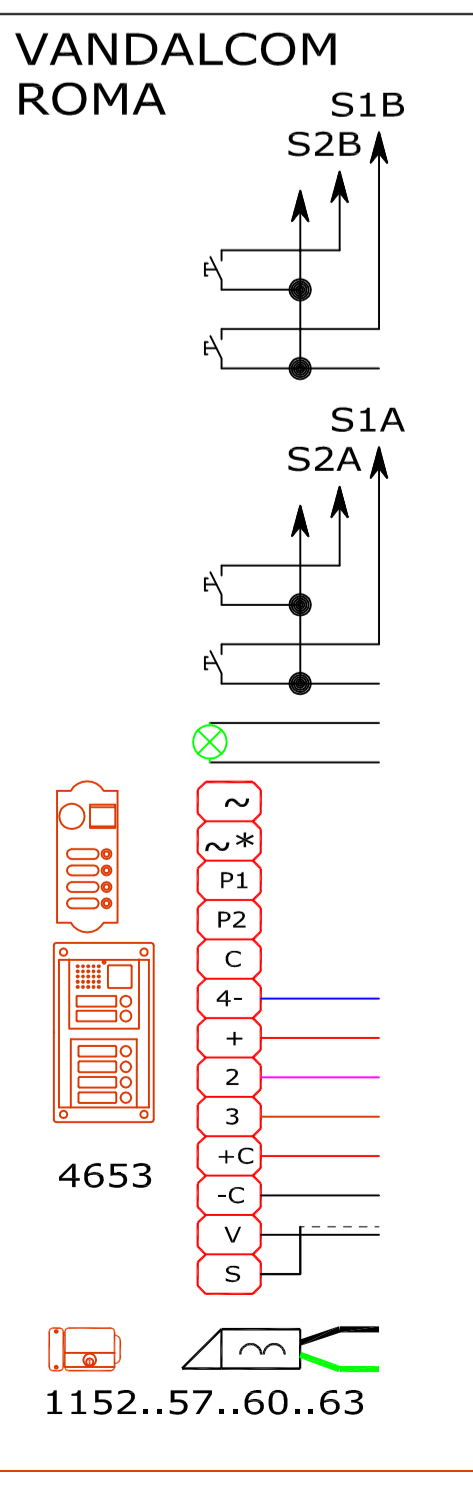 VANDALCOM
ROMA
S1B
S2B
S1A
S2A
~
~*
P1
P2
C
4-
+
2
3
+C
-C
V
S
4653
1152..57..60..63